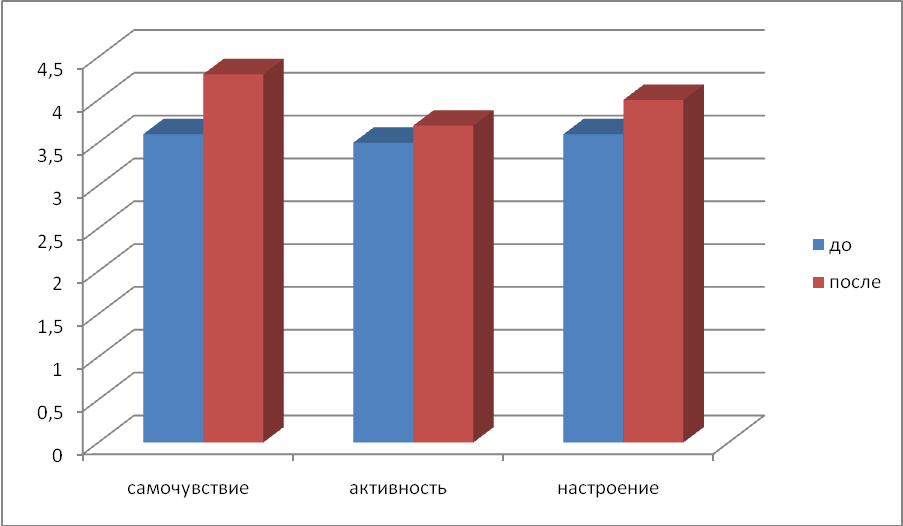 4,5
4
3,5
3
2,5
2
1,5
1
0,5
0
самочувствие
активность
настроение
до
после